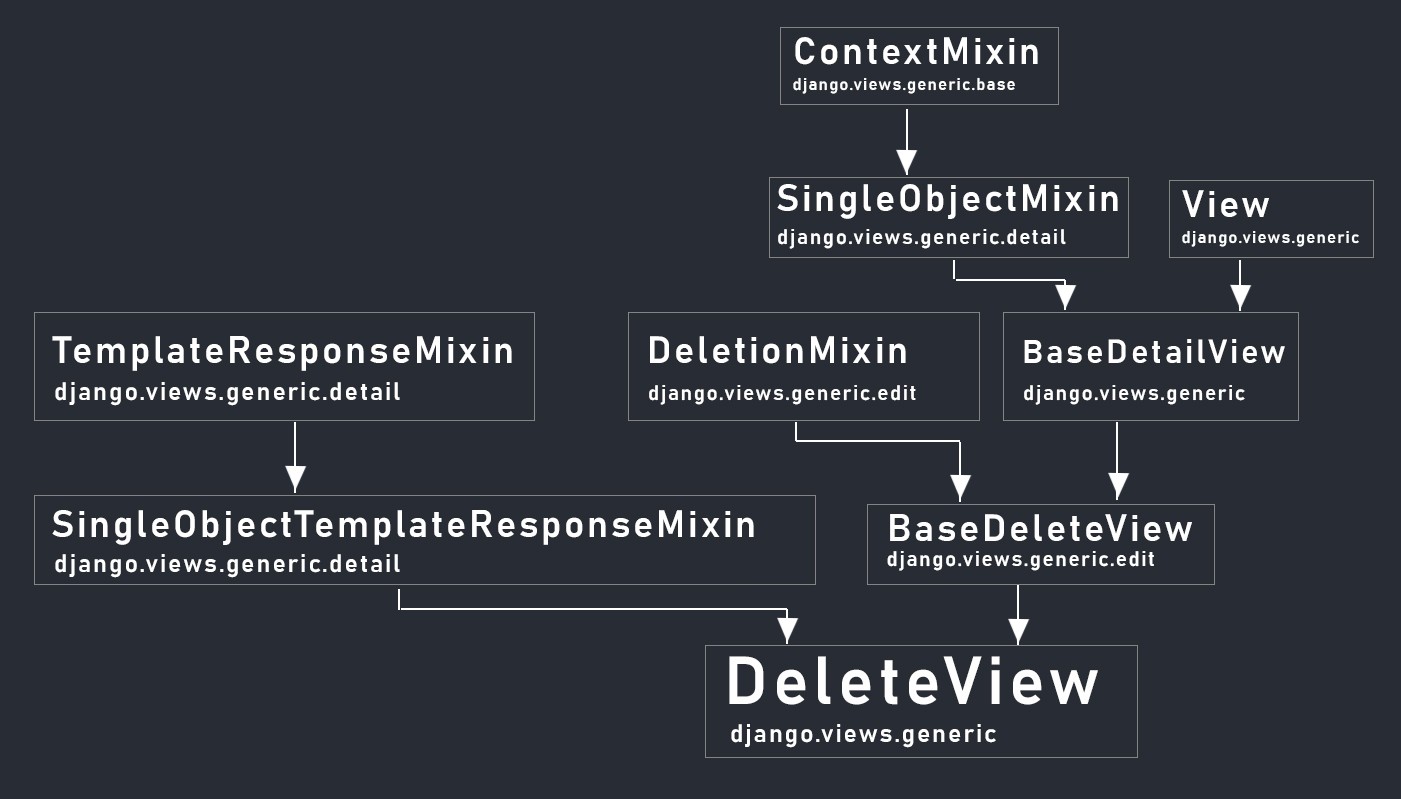 ContextMixin
django.views.generic.base
SingleObjectMixin
django.views.generic.detail
View
django.views.generic
TemplateResponseMixin
django.views.generic.detail
DeletionMixin
django.views.generic.edit
BaseDetailView
django.views.generic
SingleObjectTemplateResponseMixin
django.views.generic.detail
BaseDeleteView
django.views.generic.edit
DeleteView
django.views.generic